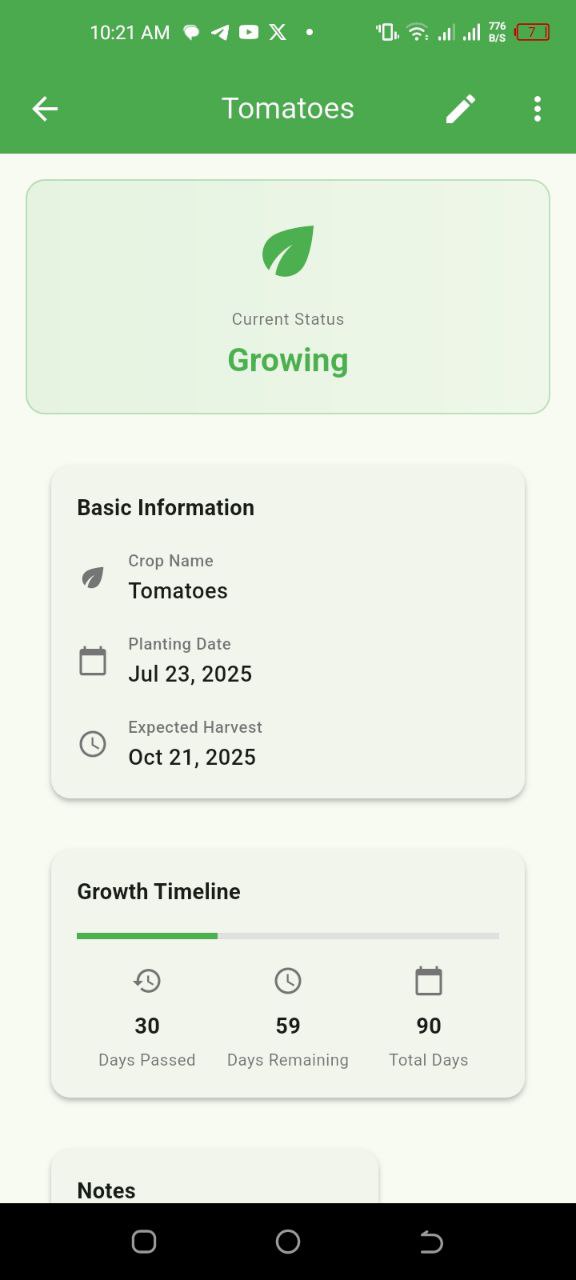 10:21 AM
776
B/S
7
Tomatoes
Current Status
Growing
Basic Information
Crop Name
Tomatoes
Planting Date
Jul 23, 2025
Expected Harvest
Oct 21, 2025
Growth Timeline
30 59 90
Days Passed Days Remaining Total Days
Notes